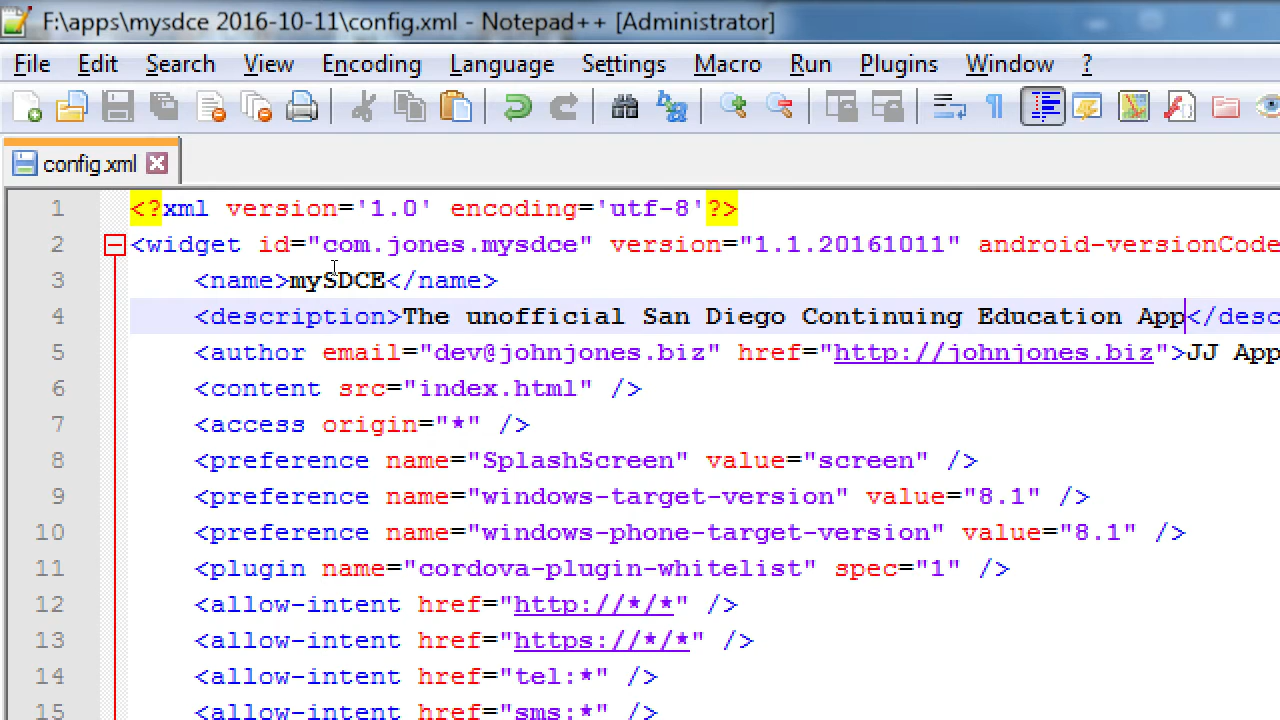 F:\apps\mysdce 2016-10-11\config.xml - Notepad++ [Administrator]
File Edit Search View Encoding Language Settings Macro Run Plugins Window ?
config.xml
1 <?xml version='1.0' encoding='utf-8'?>
2 <widget id="com.jones.mysdce" version="1.1.20161011" android-versionCode
3 <name>mySDCE</name>
4 <description>The unofficial San Diego Continuing Education App</desc
5 <author email="dev@johnjones.biz" href="http://johnjones.biz">JJ App
6 <content src="index.html" />
7 <access origin="*" />
8 <preference name="SplashScreen" value="screen" />
9 <preference name="windows-target-version" value="8.1" />
10 <preference name="windows-phone-target-version" value="8.1" />
11 <plugin name="cordova-plugin-whitelist" spec="1" />
12 <allow-intent href="http://*/*" />
13 <allow-intent href="https://*/*" />
14 <allow-intent href="tel:*" />
15 <allow-intent href="sms:*" />